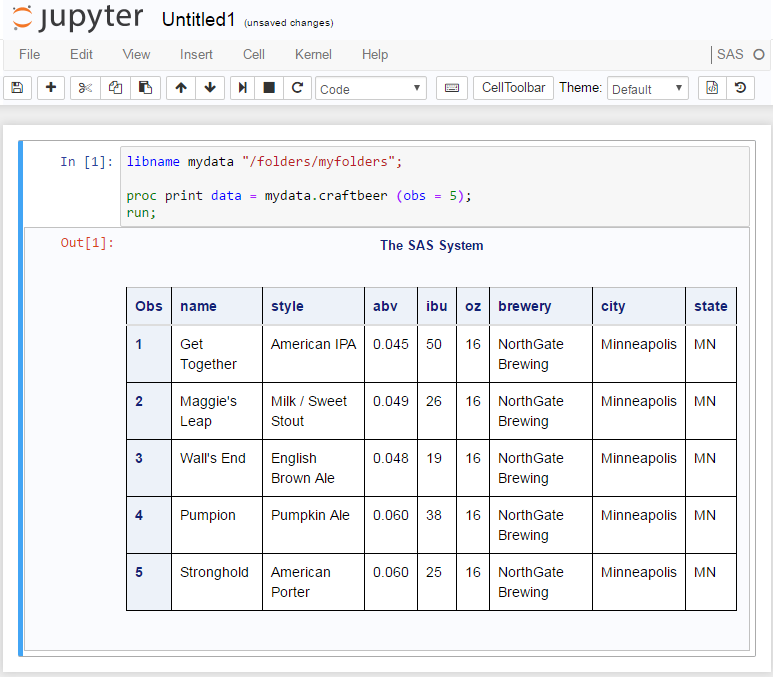 jupyter Untitled1 (unsaved changes)
File Edit View Insert Cell Kernel Help SAS
Code CellToolbar Theme: Default
In [1]: libname mydata "/folders/myfolders";
proc print data = mydata.craftbeer (obs = 5);
run;
Out[1]: The SAS System
Obs name style abv ibu oz brewery city state
1 Get American IPA 0.045 50 16 NorthGate Minneapolis MN
Together Brewing
2 Maggie's Milk / Sweet 0.049 26 16 NorthGate Minneapolis MN
Leap Stout Brewing
3 Wall's End English 0.048 19 16 NorthGate Minneapolis MN
Brown Ale Brewing
4 Pumpion Pumpkin Ale 0.060 38 16 NorthGate Minneapolis MN
Brewing
5 Stronghold American 0.060 25 16 NorthGate Minneapolis MN
Porter Brewing